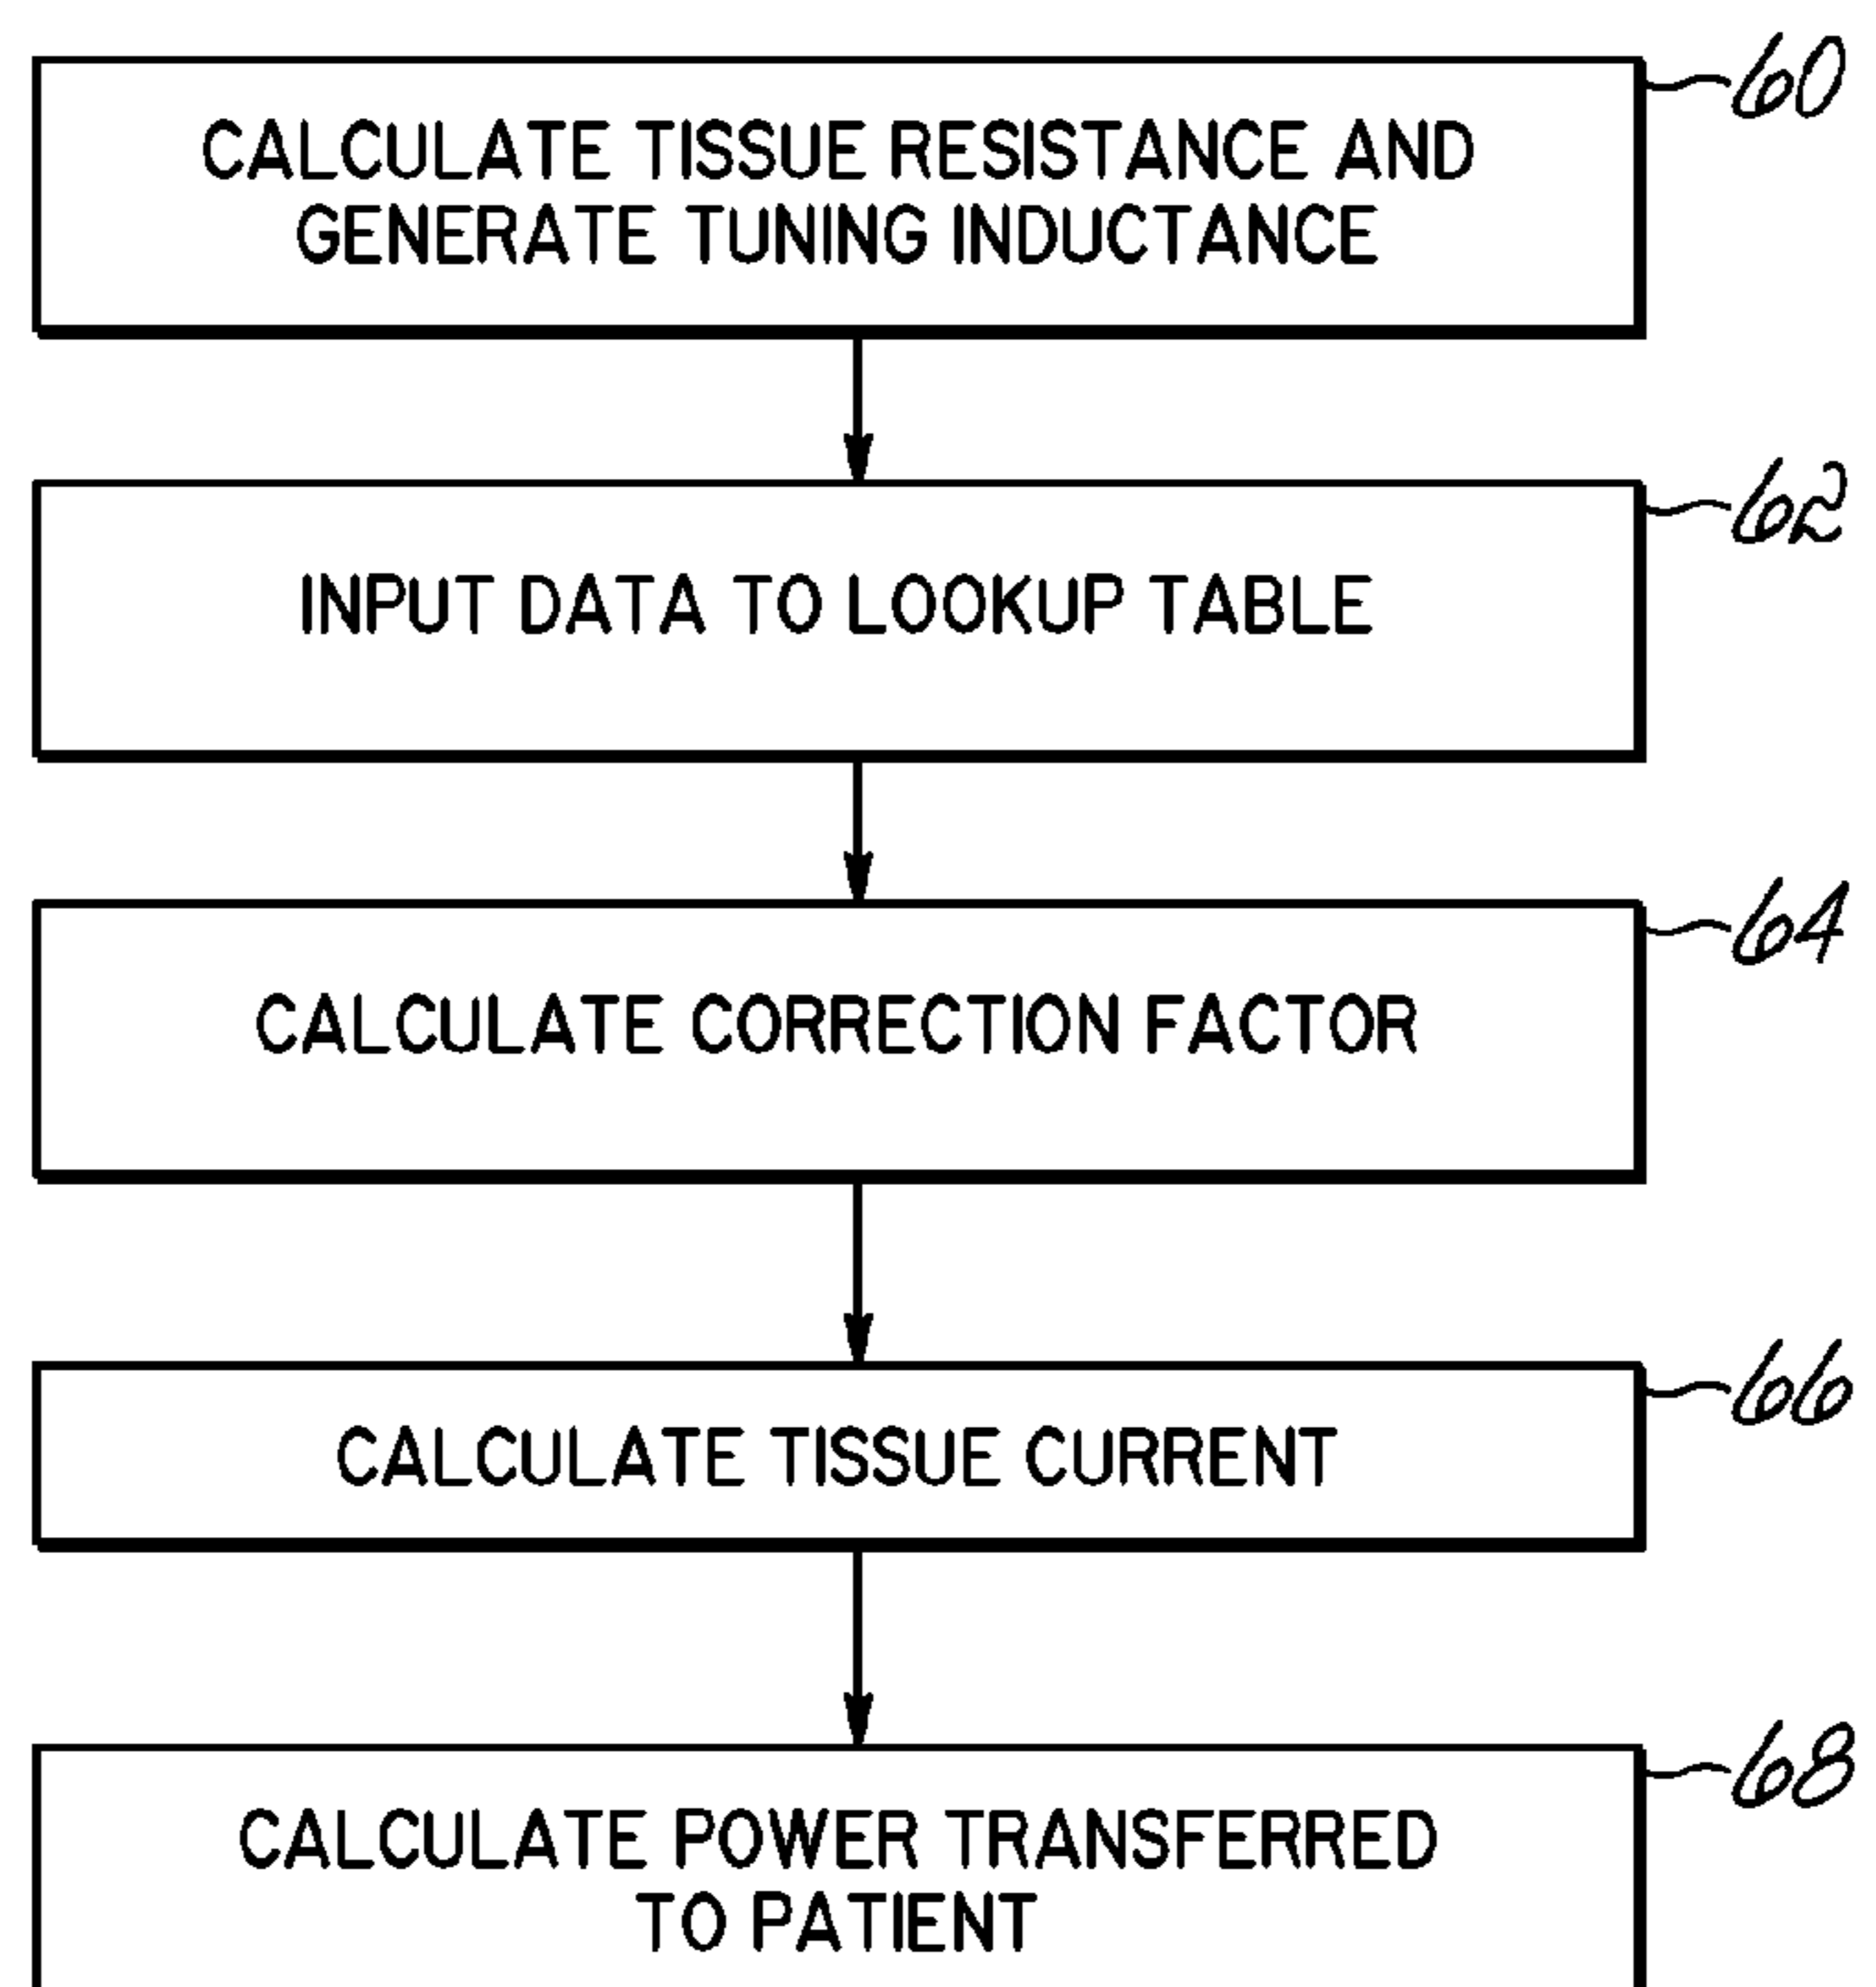 60
CALCULATE TISSUE RESISTANCE AND
GENERATE TUNING INDUCTANCE
62
INPUT DATA TO LOOKUP TABLE
64
CALCULATE CORRECTION FACTOR
66
CALCULATE TISSUE CURRENT
68
CALCULATE POWER TRANSFERRED
TO PATIENT